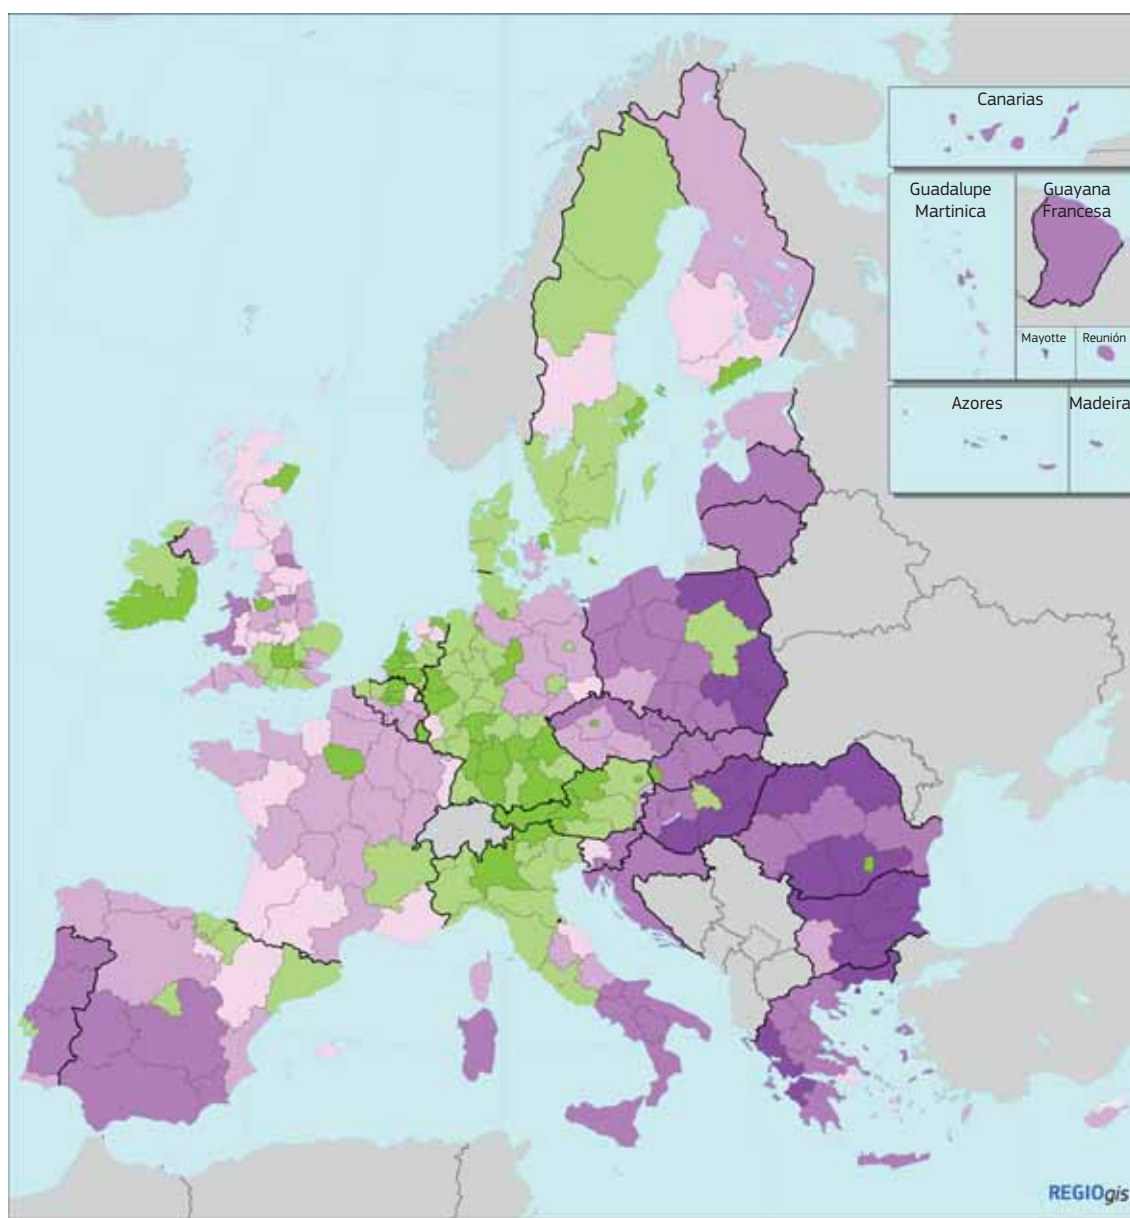 Canarias
Guadalupe
Martinica
Guayana
Francesa
Mayotte
Reunión
Azores
Madeira
REGIOgis